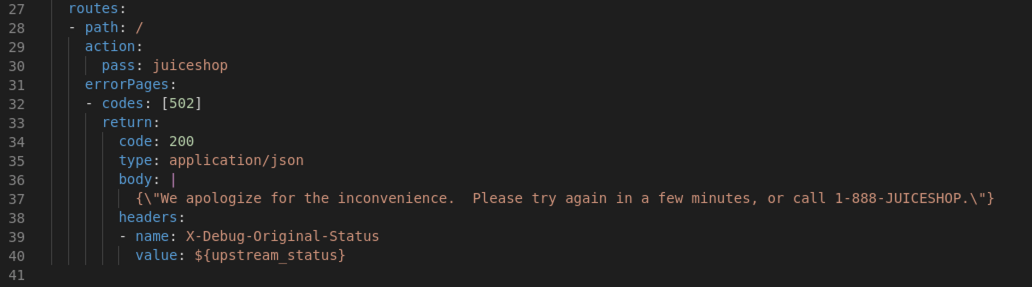 27 routes:
28 - path: /
29 action:
30 pass: juiceshop
31 errorPages:
32 - codes: [502]
33 return:
34 code: 200
35 type: application/json
36 body: |
37 {\"We apologize for the inconvenience.  Please try again in a few minutes, or call 1-888-JUICESHOP.\"}
38 headers:
39 - name: X-Debug-Original-Status
40 value: ${upstream_status}
41